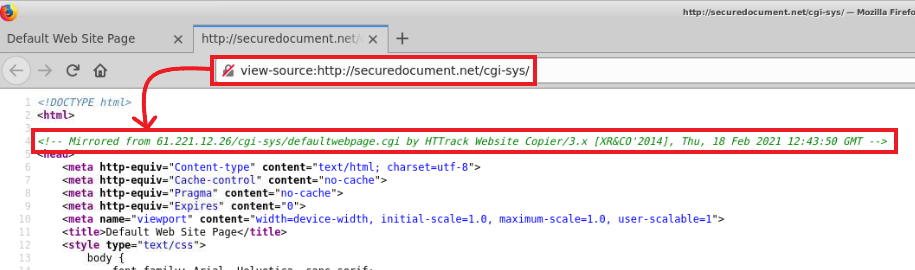 http://securedocument.net/cgi-sys/ — Mozilla Firefo
Default Web Site Page × http://securedocument.net/ × +
view-source:http://securedocument.net/cgi-sys/
1 <!DOCTYPE html>
2 <html>
3
4 <!-- Mirrored from 61.221.12.26/cgi-sys/defaultwebpage.cgi by HTTrack Website Copier/3.x [XR&CO'2014], Thu, 18 Feb 2021 12:43:50 GMT -->
5 <head>
6 <meta http-equiv="Content-type" content="text/html; charset=utf-8">
7 <meta http-equiv="Cache-control" content="no-cache">
8 <meta http-equiv="Pragma" content="no-cache">
9 <meta http-equiv="Expires" content="0">
10 <meta name="viewport" content="width=device-width, initial-scale=1.0, maximum-scale=1.0, user-scalable=1">
11 <title>Default Web Site Page</title>
12 <style type="text/css">
13 body {
14 font-family: Arial, Helvetica, sans-serif;